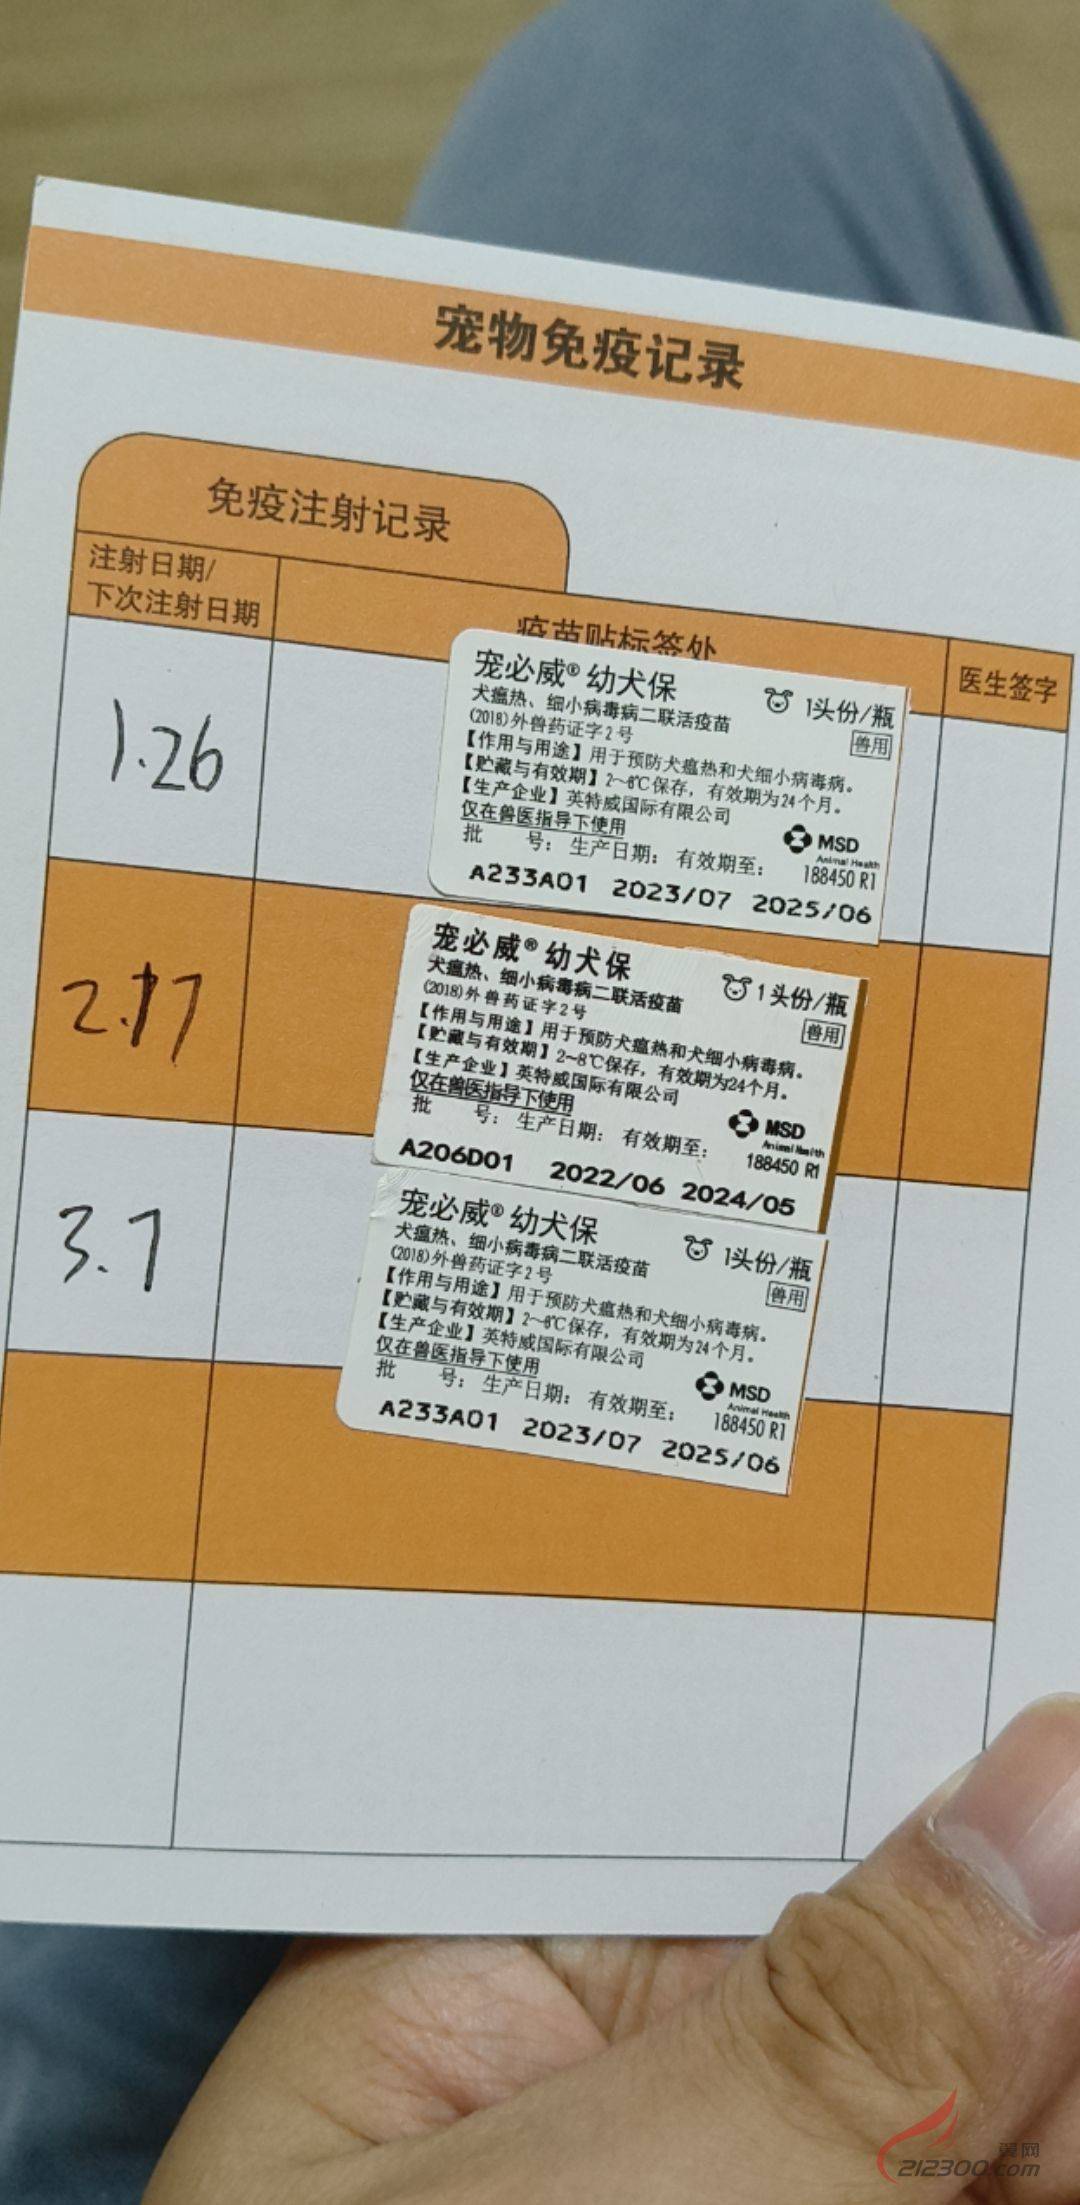 宠物免疫记录
免疫注射记录
注射日期/
下次注射日期
疫苗贴标签处
医生签字
1.26
宠必威®幼犬保
1头份/瓶
犬瘟热、细小病毒病二联活疫苗
(2018)外兽药证字2号
兽用
【作用与用途】用于预防犬瘟热和犬细小病毒病。
【贮藏与有效期】2~8℃保存，有效期为24个月。
【生产企业】英特威国际有限公司
仅在兽医指导下使用
MSD
Animal Health
批 号： 生产日期： 有效期至：
188450 R1
A233A01 2023/07 2025/06
2.17
宠必威®幼犬保
1头份/瓶
犬瘟热、细小病毒病二联活疫苗
(2018)外兽药证字2号
兽用
【作用与用途】用于预防犬瘟热和犬细小病毒病。
【贮藏与有效期】2~8℃保存，有效期为24个月。
【生产企业】英特威国际有限公司
仅在兽医指导下使用
MSD
Animal Health
批 号： 生产日期： 有效期至：
188450 R1
A206D01 2022/06 2024/05
3.7
宠必威®幼犬保
1头份/瓶
犬瘟热、细小病毒病二联活疫苗
(2018)外兽药证字2号
兽用
【作用与用途】用于预防犬瘟热和犬细小病毒病。
【贮藏与有效期】2~8℃保存，有效期为24个月。
【生产企业】英特威国际有限公司
仅在兽医指导下使用
MSD
Animal Health
批 号： 生产日期： 有效期至：
188450 R1
A233A01 2023/07 2025/06
翼网
212300.com